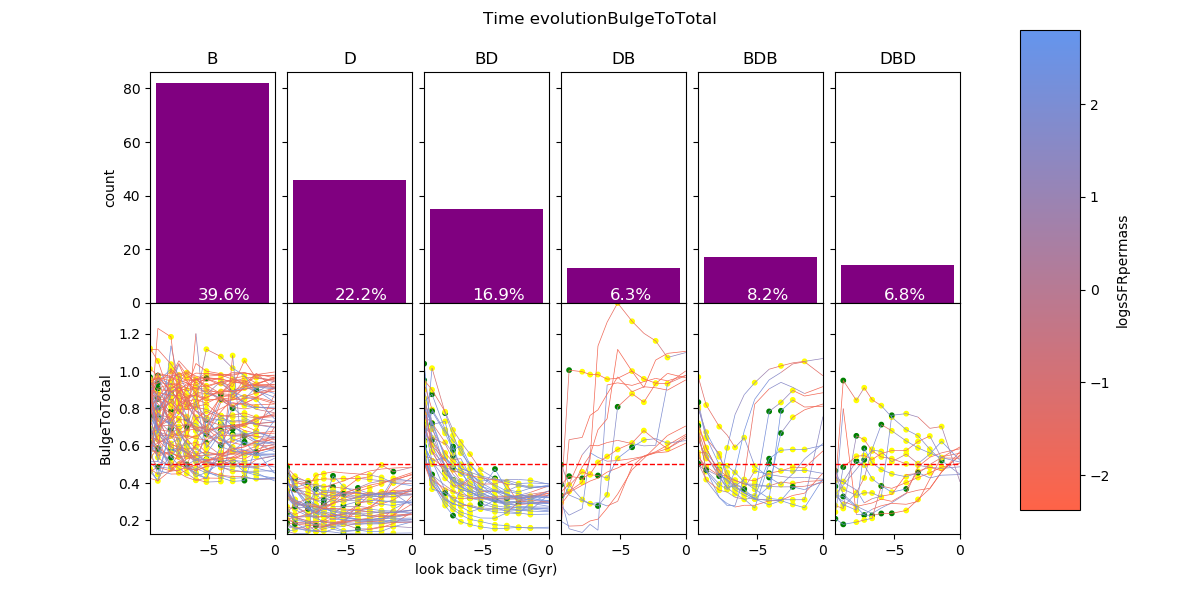 Time evolutionBulgeToTotal
B D BD DB BDB DBD
80
60
40
20
0
count
39.6% 22.2% 16.9% 6.3% 8.2% 6.8%
1.2
1.0
0.8
0.6
0.4
0.2
BulgeToTotal
−5 0 −5 0 −5 0 −5 0 −5 0 −5 0
look back time (Gyr)
2
1
0
−1
−2
logsSFRpermass